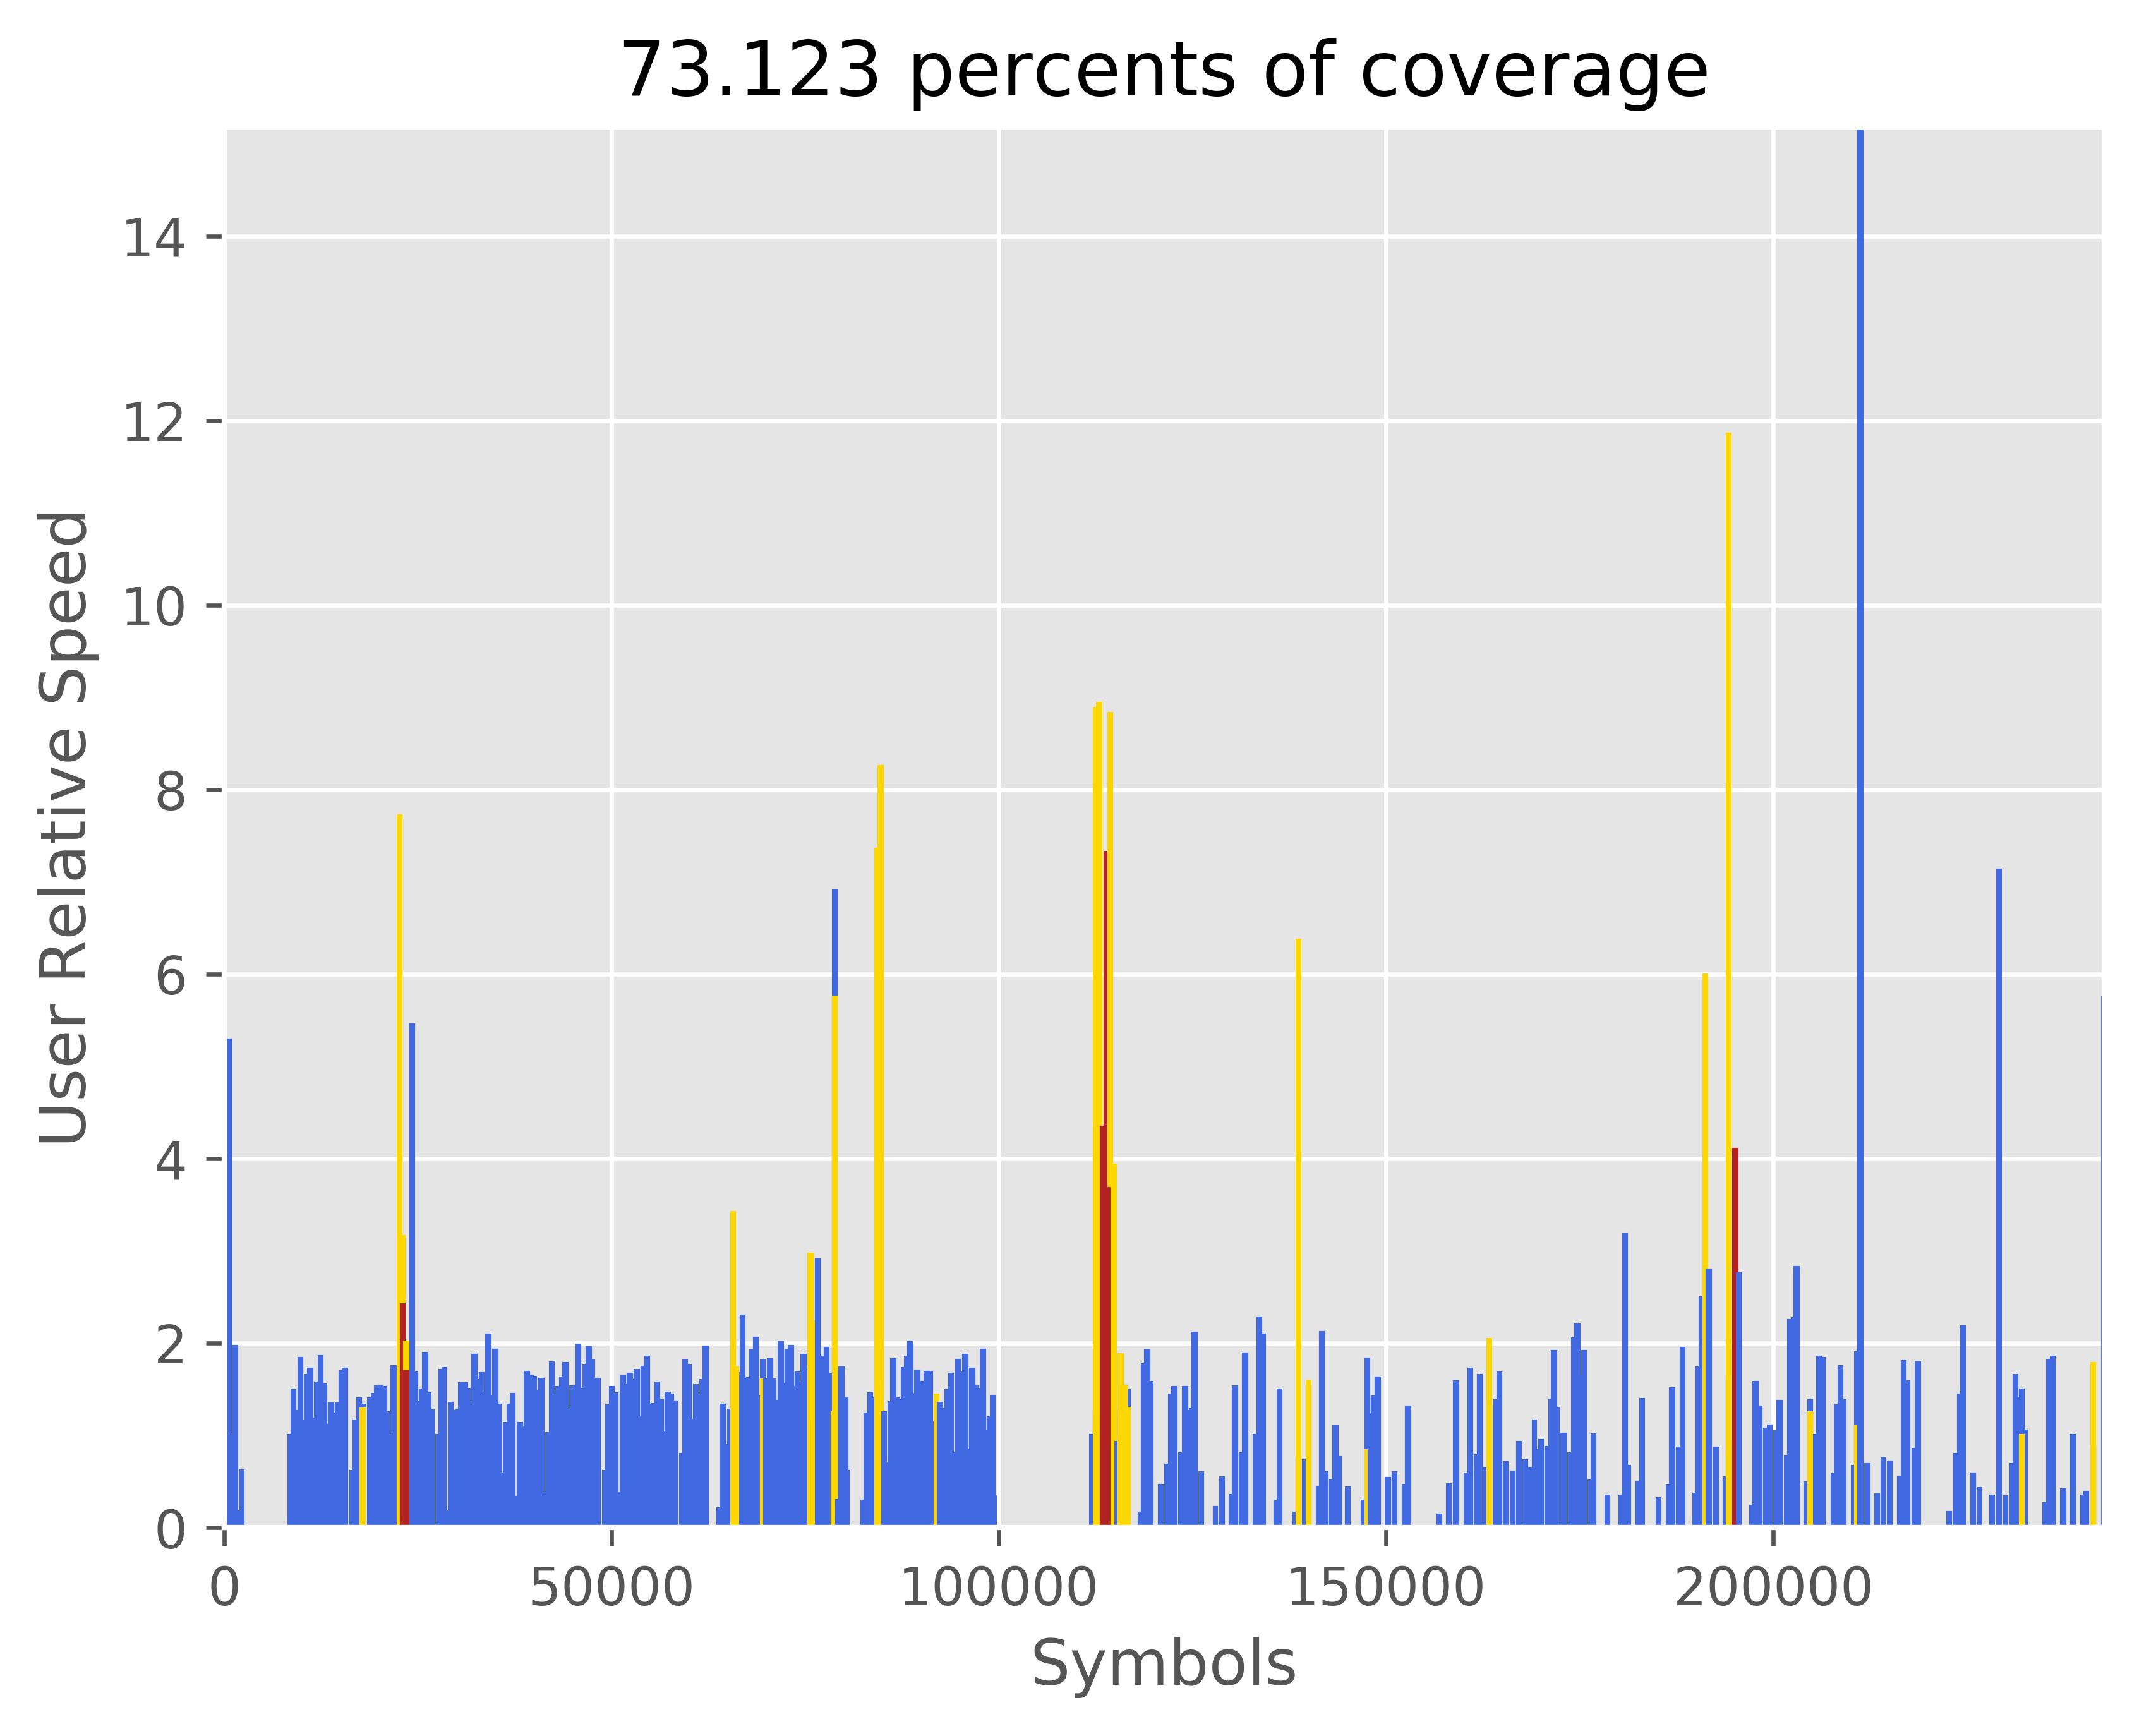 73.123 percents of coverage
14
12
10
8
6
4
2
0
User Relative Speed
0 50000 100000 150000 200000
Symbols